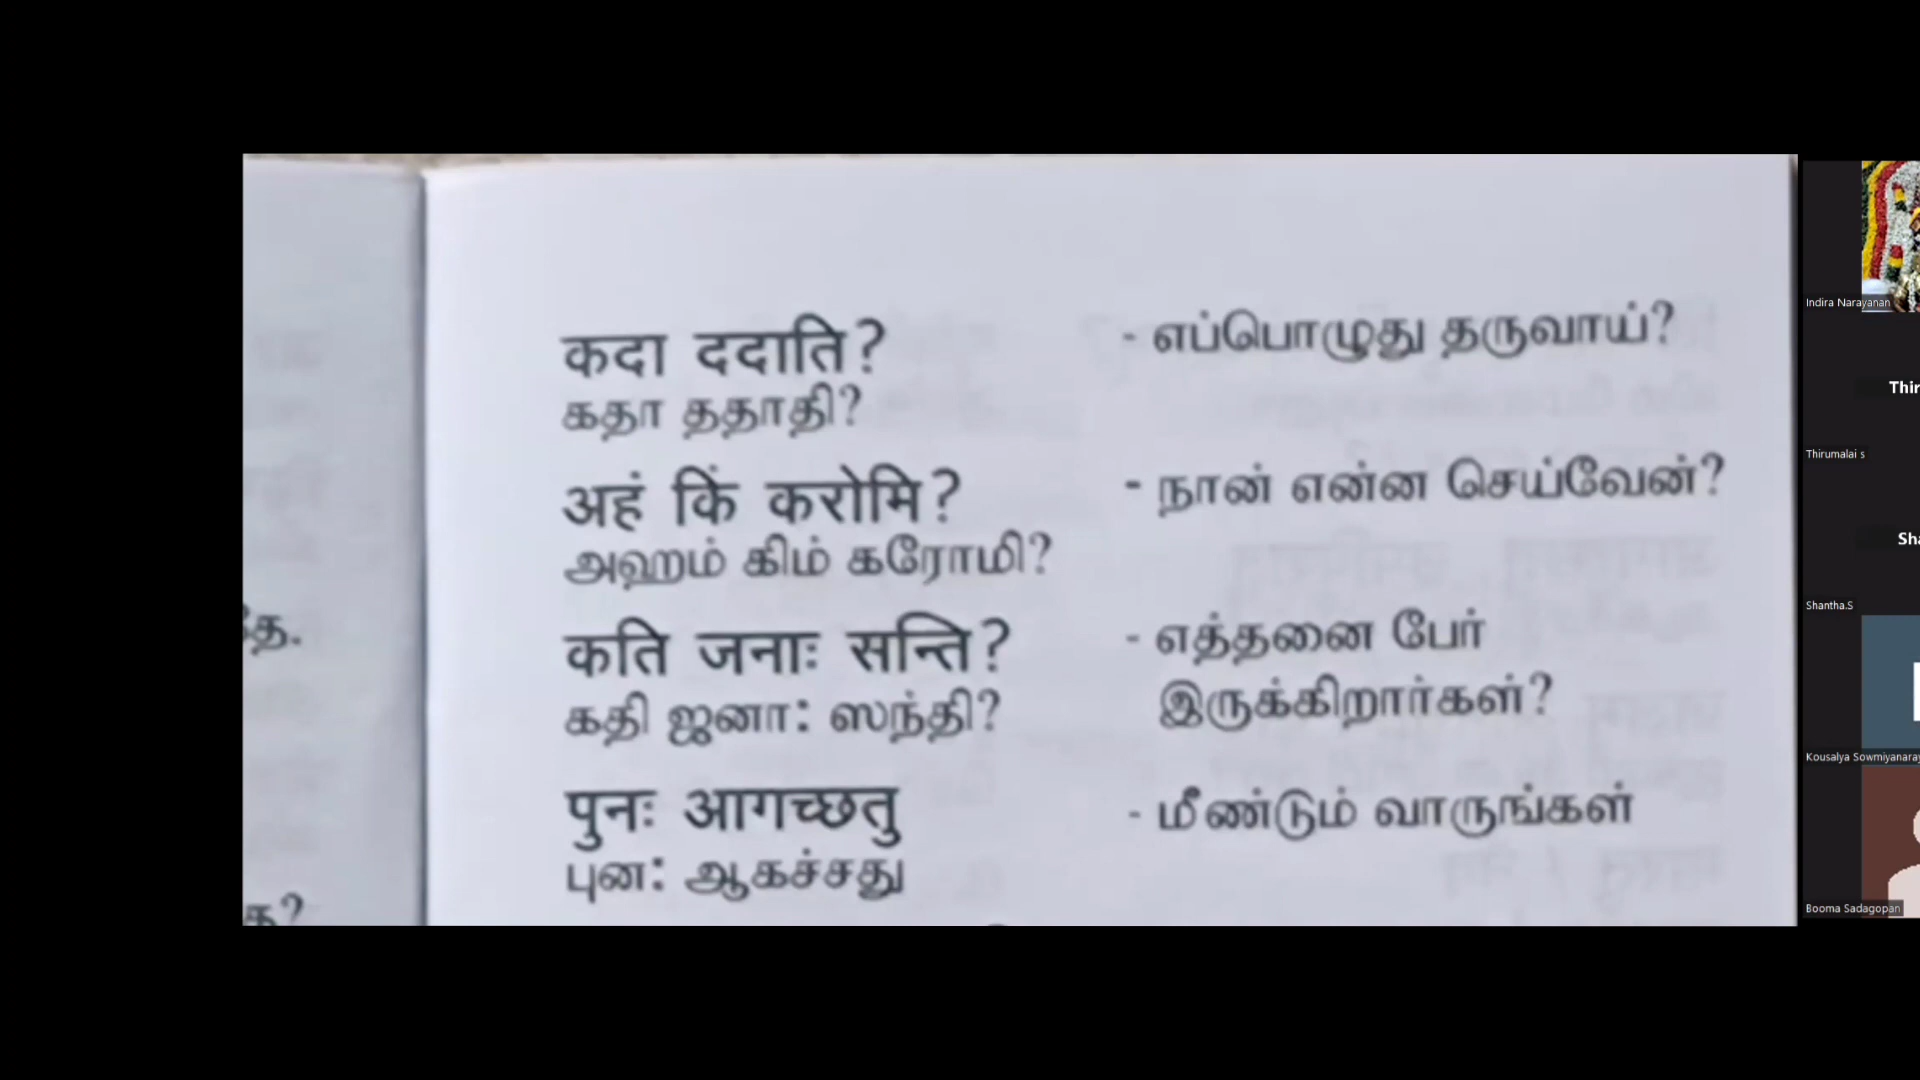 कदा ददाति?
கதா ததாதி?
- எப்பொழுது தருவாய்?
अहं किं करोमि?
அஹம் கிம் கரோமி?
- நான் என்ன செய்வேன்?
कति जनाः सन्ति?
கதி ஜனா: ஸந்தி?
- எத்தனை பேர்
இருக்கிறார்கள்?
पुनः आगच्छतु
புன: ஆகச்சது
- மீண்டும் வாருங்கள்
Indira Narayanan
Thirumalai s
Shantha.S
Kousalya
Booma Sadagopan